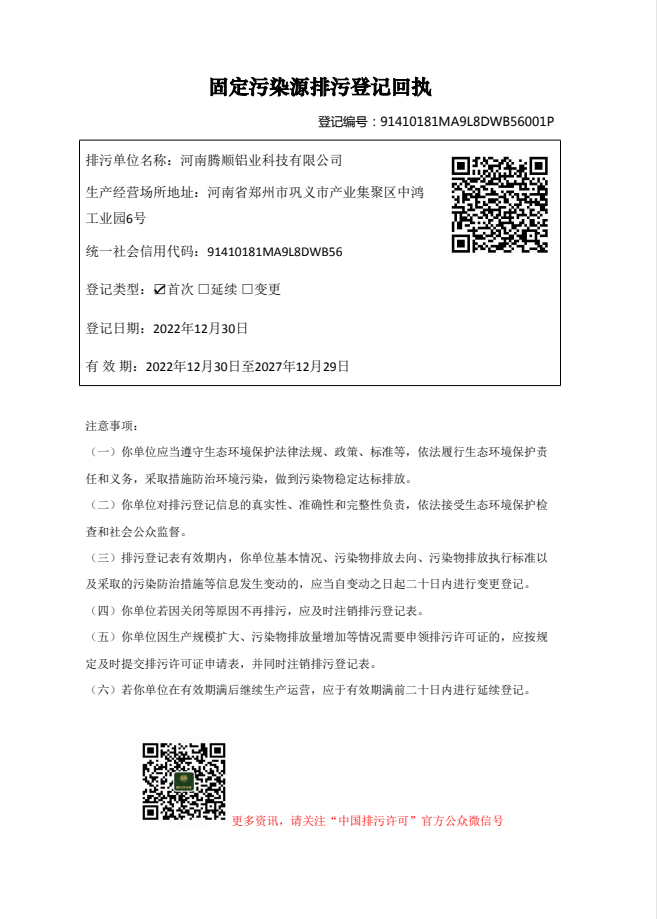 固定污染源排污登记回执
登记编号：91410181MA9L8DWB56001P
排污单位名称：河南腾顺铝业科技有限公司
生产经营场所地址：河南省郑州市巩义市产业集聚区中鸿
工业园6号
统一社会信用代码：91410181MA9L8DWB56
登记类型：☑首次 □延续 □变更
登记日期：2022年12月30日
有 效 期：2022年12月30日至2027年12月29日
注意事项：
（一）你单位应当遵守生态环境保护法律法规、政策、标准等，依法履行生态环境保护责
任和义务，采取措施防治环境污染，做到污染物稳定达标排放。
（二）你单位对排污登记信息的真实性、准确性和完整性负责，依法接受生态环境保护检
查和社会公众监督。
（三）排污登记表有效期内，你单位基本情况、污染物排放去向、污染物排放执行标准以
及采取的污染防治措施等信息发生变动的，应当自变动之日起二十日内进行变更登记。
（四）你单位若因关闭等原因不再排污，应及时注销排污登记表。
（五）你单位因生产规模扩大、污染物排放量增加等情况需要申领排污许可证的，应按规
定及时提交排污许可证申请表，并同时注销排污登记表。
（六）若你单位在有效期满后继续生产运营，应于有效期满前二十日内进行延续登记。
更多资讯，请关注“中国排污许可”官方公众微信号